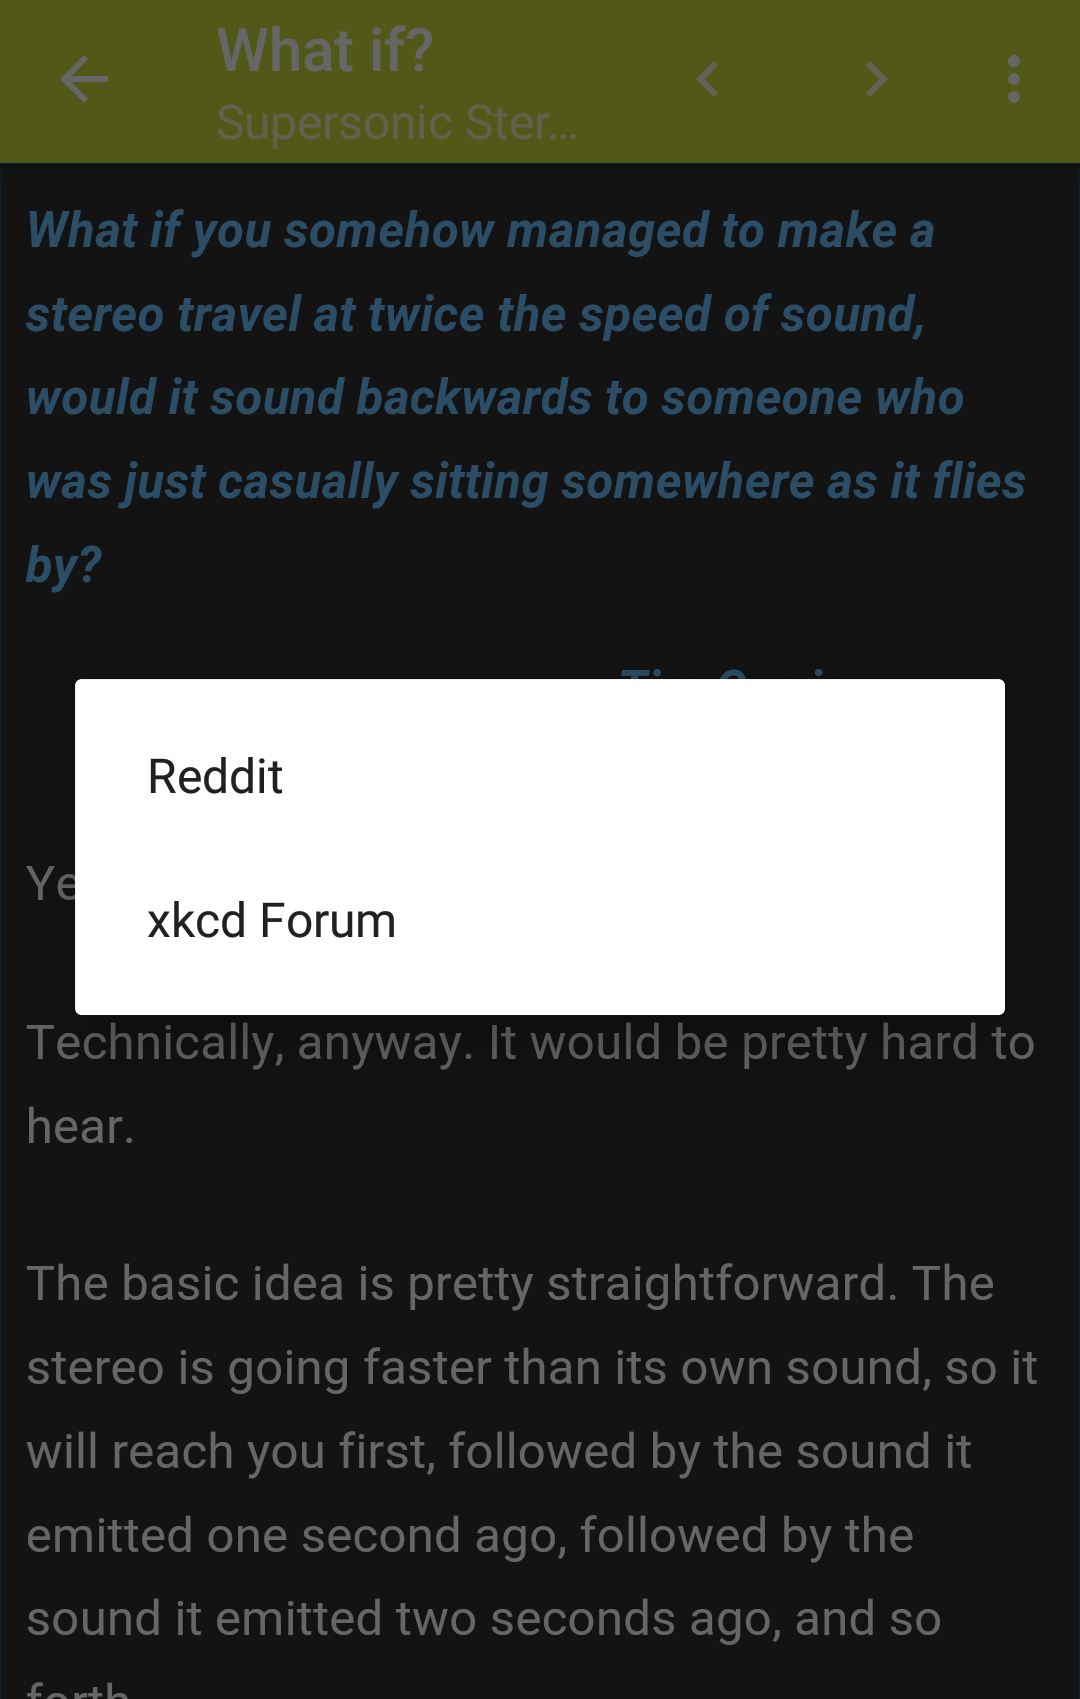 What if?
Supersonic Ster...
What if you somehow managed to make a
stereo travel at twice the speed of sound,
would it sound backwards to someone who
was just casually sitting somewhere as it flies
by?
Reddit
xkcd Forum
Technically, anyway. It would be pretty hard to
hear.
The basic idea is pretty straightforward. The
stereo is going faster than its own sound, so it
will reach you first, followed by the sound it
emitted one second ago, followed by the
sound it emitted two seconds ago, and so
forth